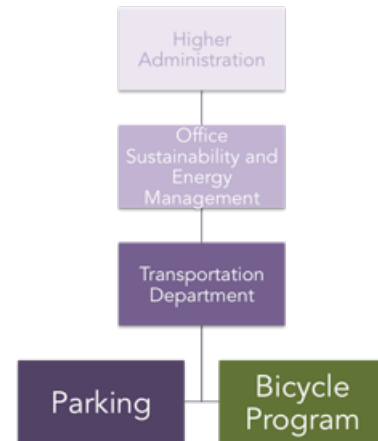 Higher
Administration
Office
Sustainability and
Energy
Management
Transportation
Department
Parking
Bicycle
Program